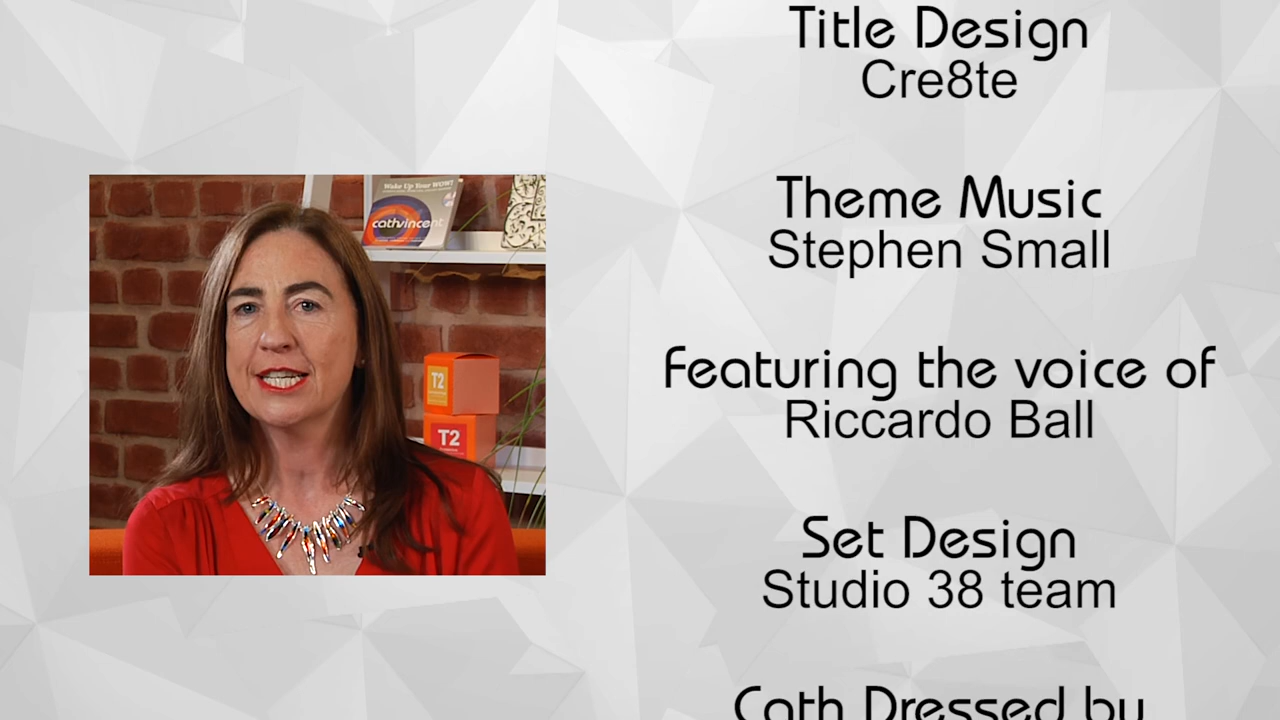 Title Design
Cre8te
Theme Music
Stephen Small
Featuring the voice of
Riccardo Ball
Set Design
Studio 38 team
Cath Dressed by
Wake Up Your WOW!
cathvincent
T2
T2